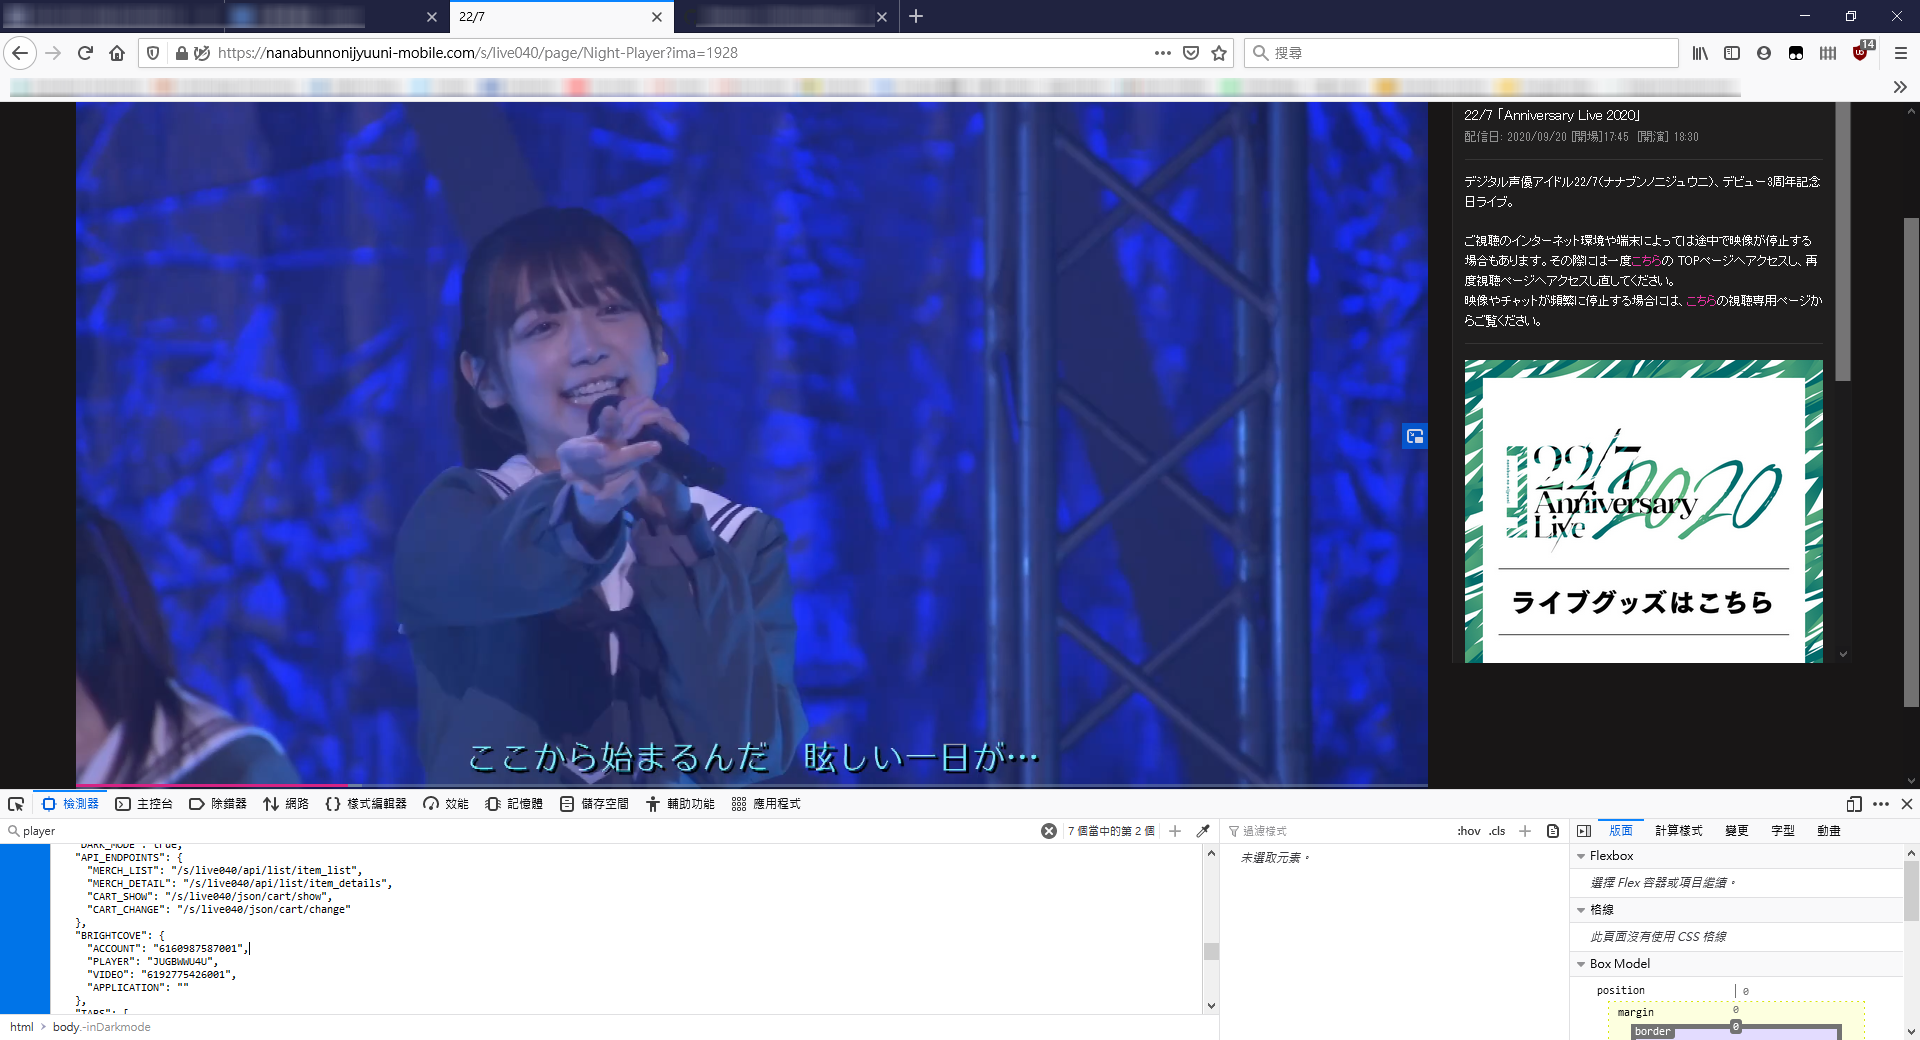 22/7
https://nanabunnonijyuuni-mobile.com/s/live040/page/Night-Player?ima=1928
搜尋
14
22/7 「Anniversary Live 2020」
配信日: 2020/09/20 [開場]17:45 [開演] 18:30
デジタル声優アイドル22/7(ナナブンノニジュウニ)、デビュー3周年記念
日ライブ。
ご視聴のインターネット環境や端末によっては途中で映像が停止する
場合もあります。その際には一度こちらの TOPページへアクセスし、再
度視聴ページへアクセスし直してください。
映像やチャットが頻繁に停止する場合には、こちらの視聴専用ページか
らご覧ください。
22/7
Anniversary
Live 2020
ライブグッズはこちら
ここから始まるんだ 眩しい一日が…
檢測器 主控台 除錯器 網路 樣式編輯器 效能 記憶體 儲存空間 輔助功能 應用程式
player
7 個當中的第 2 個
過濾樣式
:hov .cls
版面 計算樣式 變更 字型 動畫
"DARK_MODE": true,
"API_ENDPOINTS": {
"MERCH_LIST": "/s/live040/api/list/item_list",
"MERCH_DETAIL": "/s/live040/api/list/item_details",
"CART_SHOW": "/s/live040/json/cart/show",
"CART_CHANGE": "/s/live040/json/cart/change"
},
"BRIGHTCOVE": {
"ACCOUNT": "6160987587001",
"PLAYER": "JUGBWWU4U",
"VIDEO": "6192775426001",
"APPLICATION": ""
},
"TABS": [
html > body.-inDarkmode
未選取元素。
Flexbox
選擇 Flex 容器或項目繼續。
格線
此頁面沒有使用 CSS 格線
Box Model
position 0
margin 0
border 0